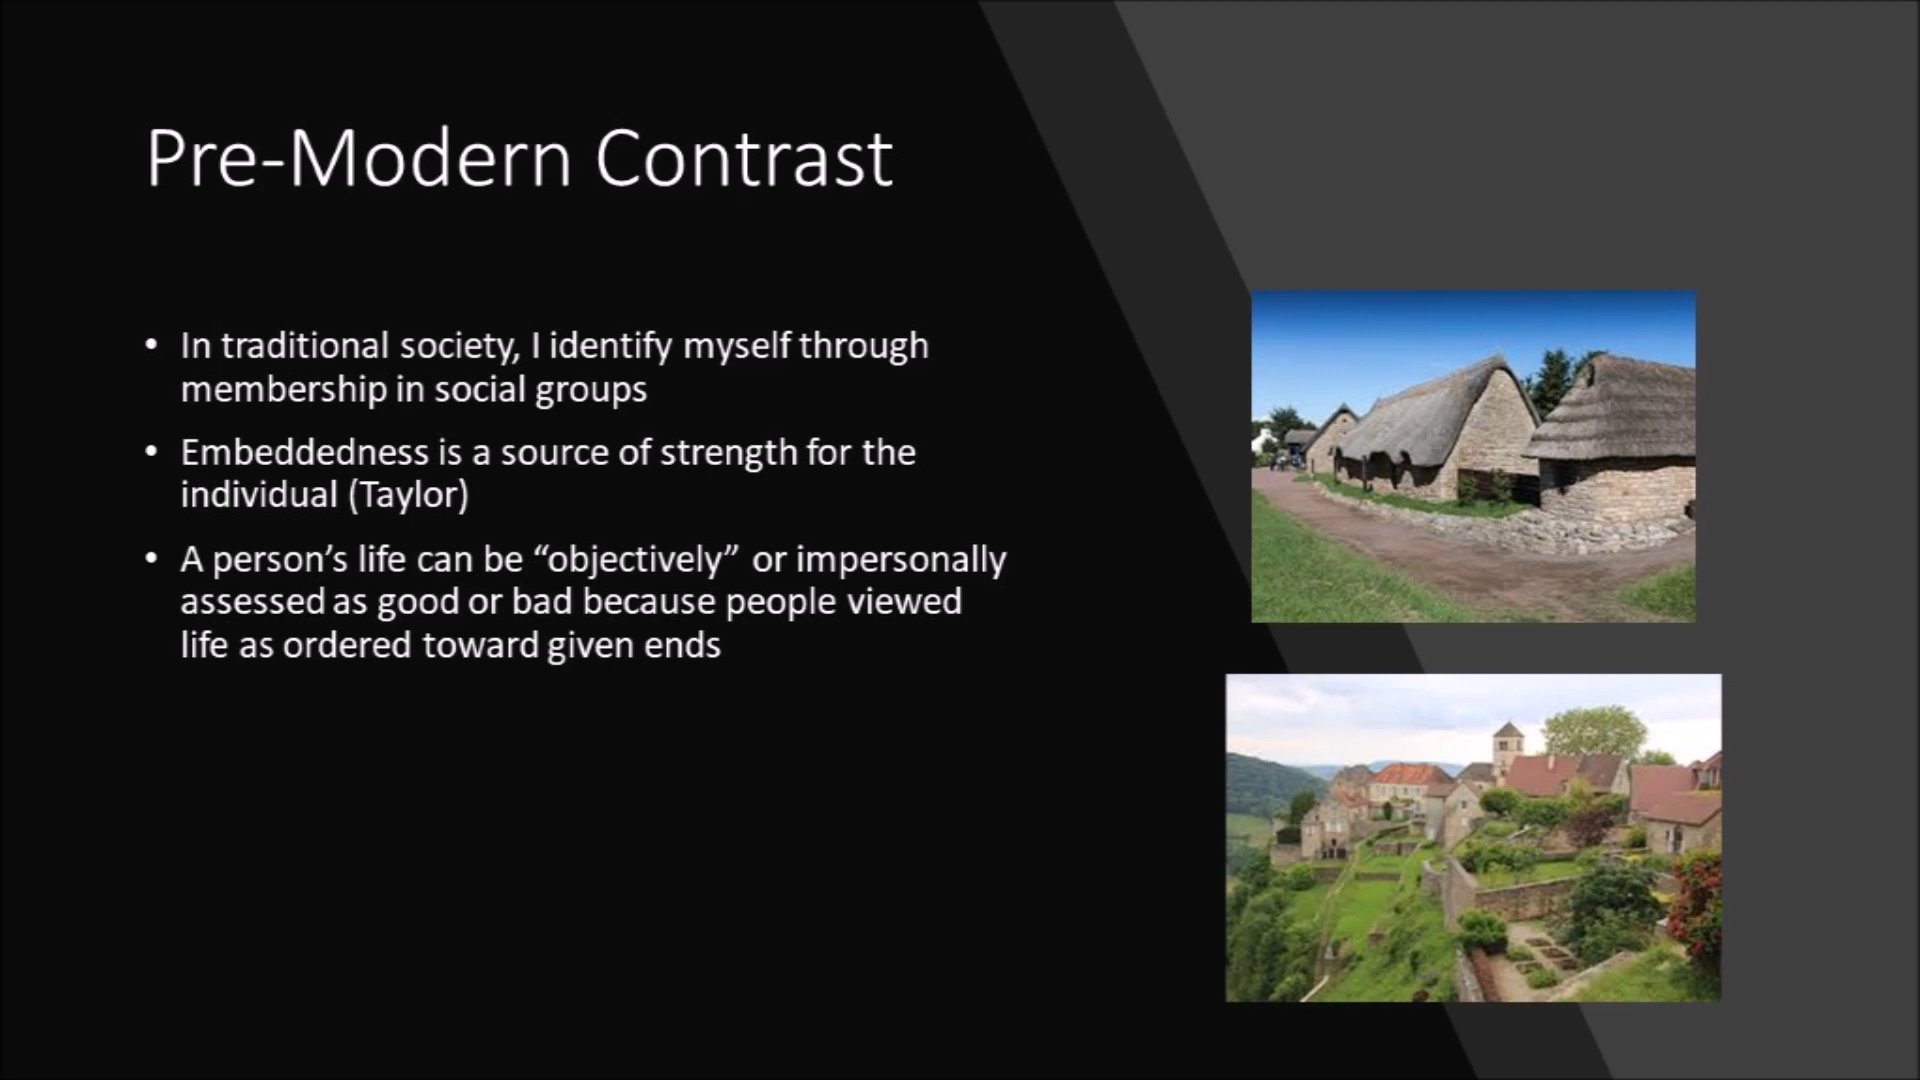 Pre-Modern Contrast
• In traditional society, I identify myself through
membership in social groups
• Embeddedness is a source of strength for the
individual (Taylor)
• A person’s life can be “objectively” or impersonally
assessed as good or bad because people viewed
life as ordered toward given ends